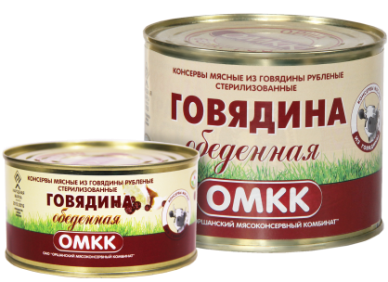 КОНСЕРВЫ МЯСНЫЕ ИЗ ГОВЯДИНЫ РУБЛЕНЫЕ
СТЕРИЛИЗОВАННЫЕ
ГОВЯДИНА
обеденная
ОМКК
"ОРШАНСКИЙ МЯСОКОНСЕРВНЫЙ КОМБИНАТ"
КОНСЕРВЫ МЯСНЫЕ ИЗ ГОВЯДИНЫ РУБЛЕНЫЕ
СТЕРИЛИЗОВАННЫЕ
ГОВЯДИНА
обеденная
ОМКК
ОАО "ОРШАНСКИЙ МЯСОКОНСЕРВНЫЙ КОМБИНАТ"